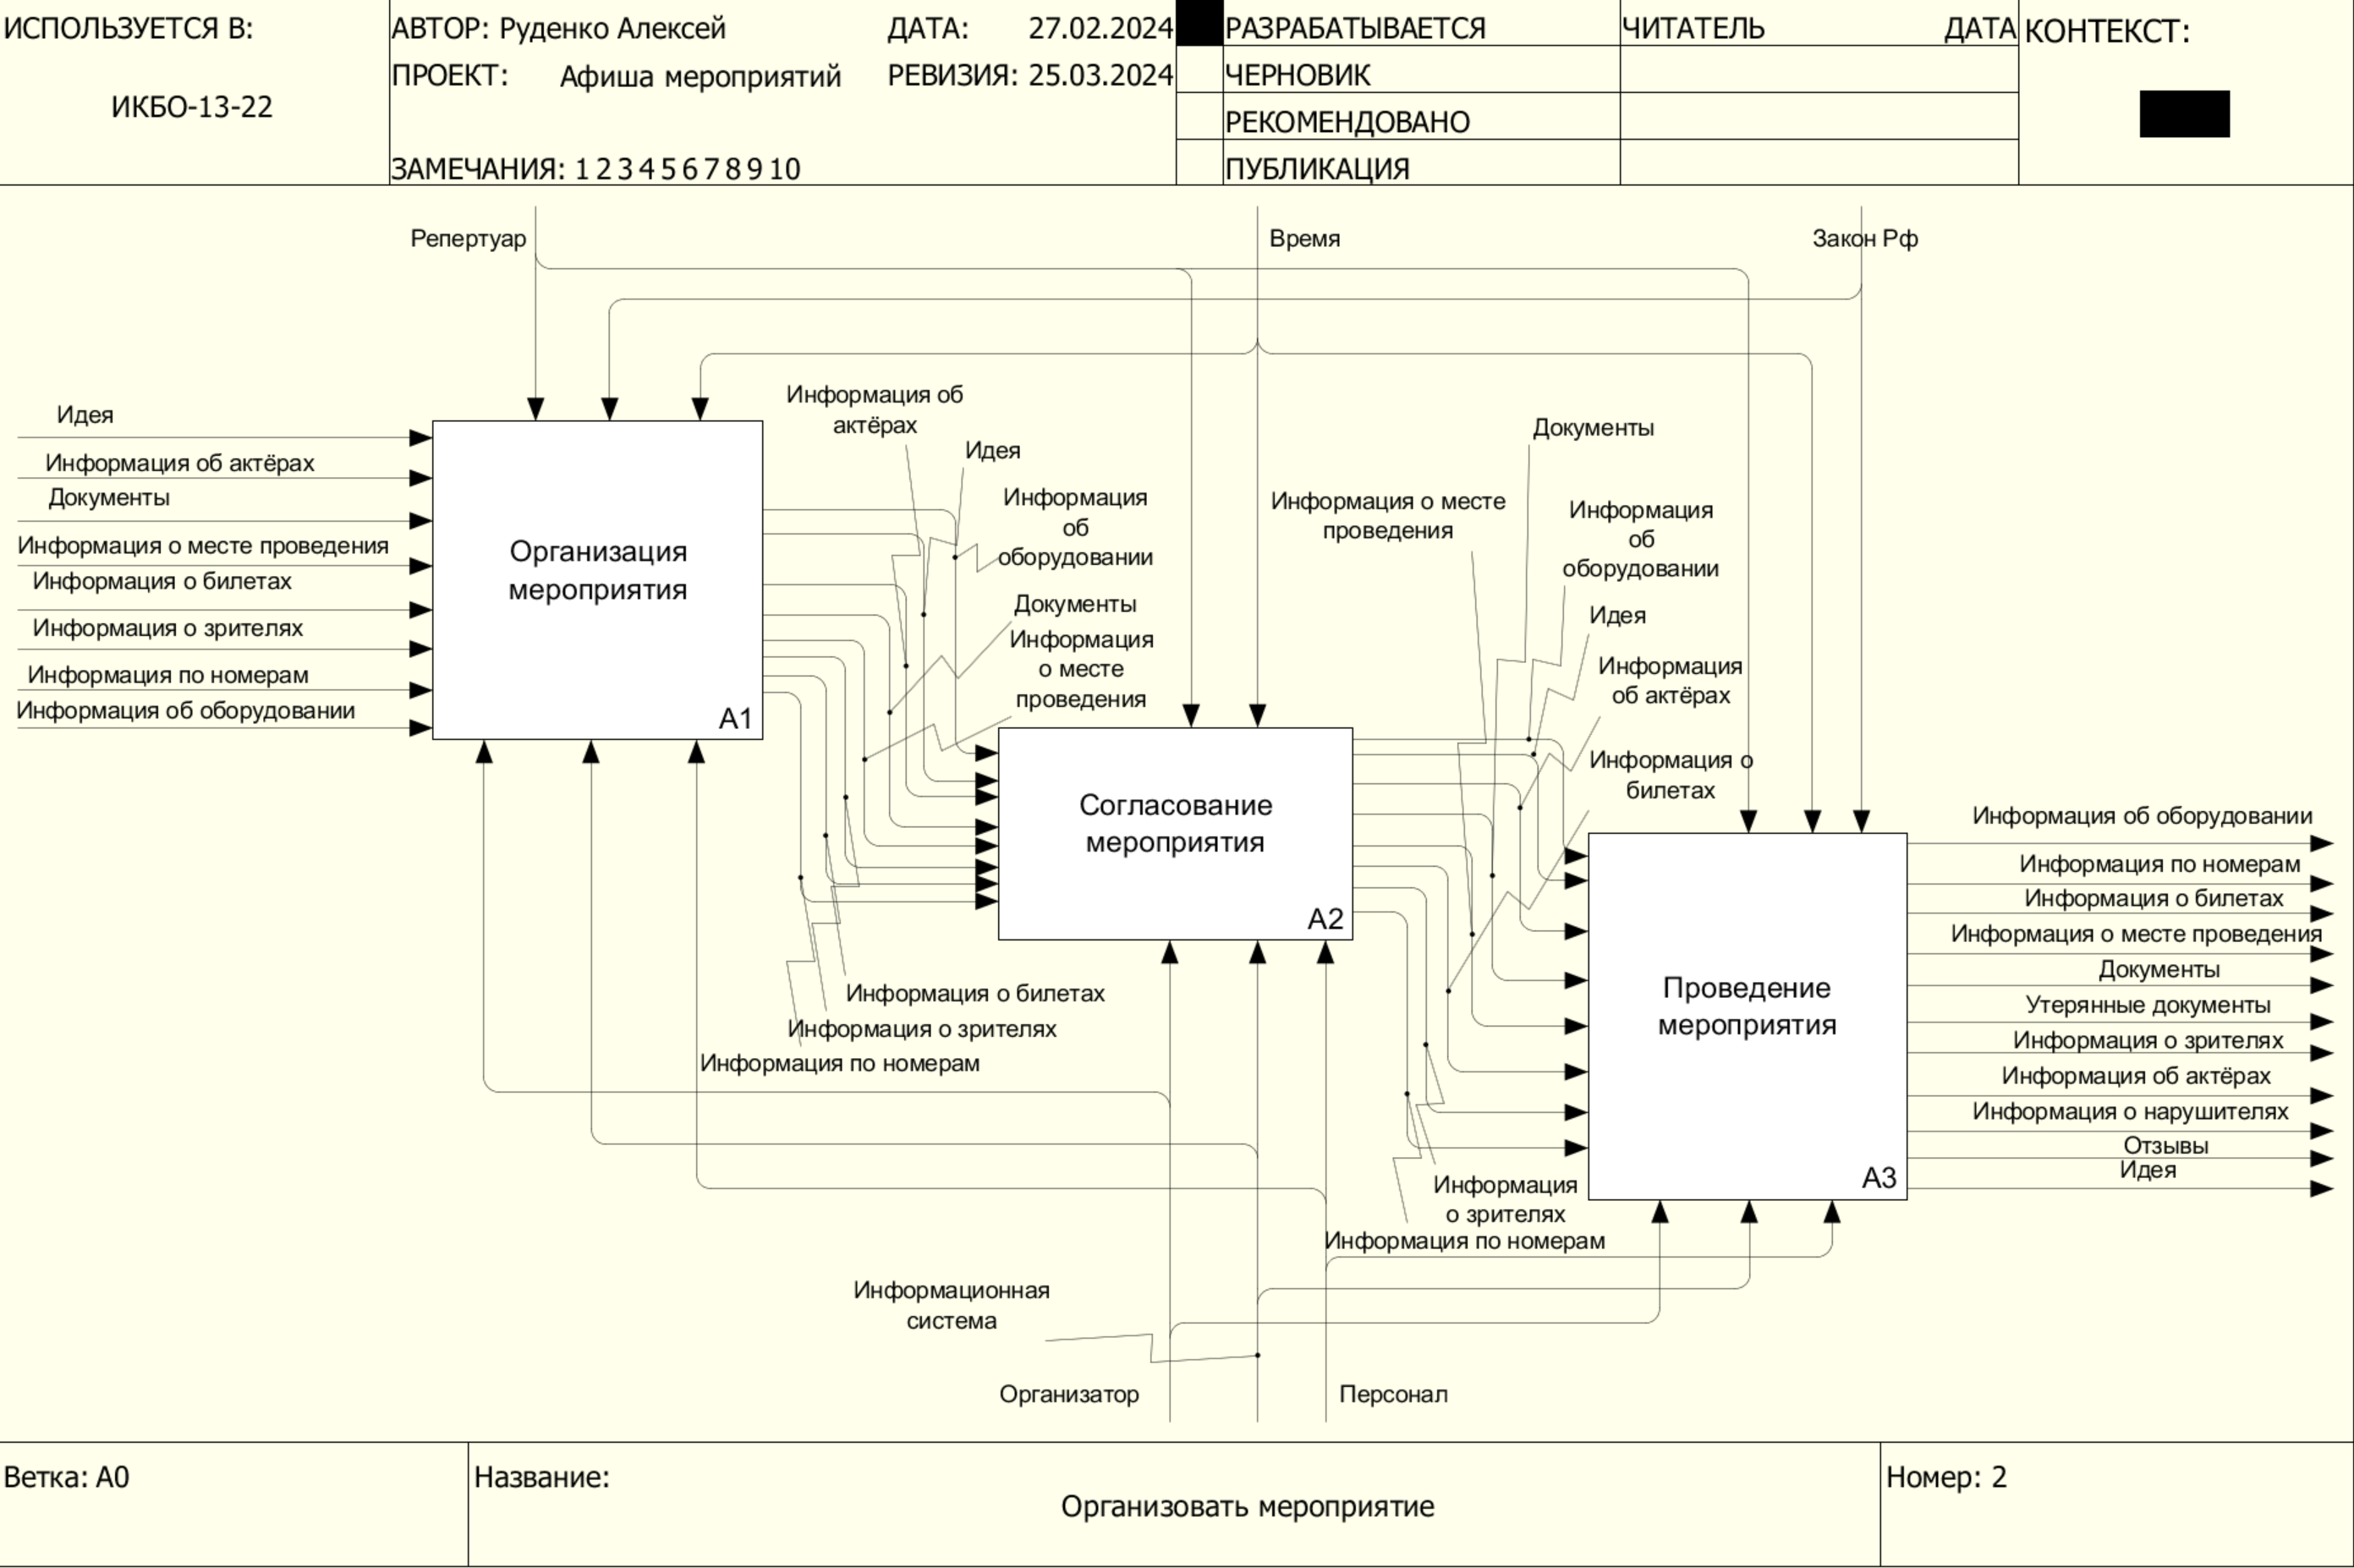 ИСПОЛЬЗУЕТСЯ В:
ИКБО-13-22
АВТОР: Руденко Алексей
ДАТА: 27.02.2024
ПРОЕКТ: Афиша мероприятий
РЕВИЗИЯ: 25.03.2024
ЗАМЕЧАНИЯ: 1 2 3 4 5 6 7 8 9 10
РАЗРАБАТЫВАЕТСЯ
ЧЕРНОВИК
РЕКОМЕНДОВАНО
ПУБЛИКАЦИЯ
ЧИТАТЕЛЬ
ДАТА
КОНТЕКСТ:
Репертуар
Время
Закон Рф
Идея
Информация об актёрах
Документы
Информация о месте проведения
Информация о билетах
Информация о зрителях
Информация по номерам
Информация об оборудовании
Организация
мероприятия
A1
Информация об
актёрах
Идея
Информация
об
оборудовании
Документы
Информация
о месте
проведения
Информация о билетах
Информация о зрителях
Информация по номерам
Согласование
мероприятия
A2
Документы
Информация о месте
проведения
Информация
об
оборудовании
Идея
Информация
об актёрах
Информация о
билетах
Информация
о зрителях
Информация по номерам
Проведение
мероприятия
A3
Информация об оборудовании
Информация по номерам
Информация о билетах
Информация о месте проведения
Документы
Утерянные документы
Информация о зрителях
Информация об актёрах
Информация о нарушителях
Отзывы
Идея
Информационная
система
Организатор
Персонал
Ветка: A0
Название:
Организовать мероприятие
Номер: 2